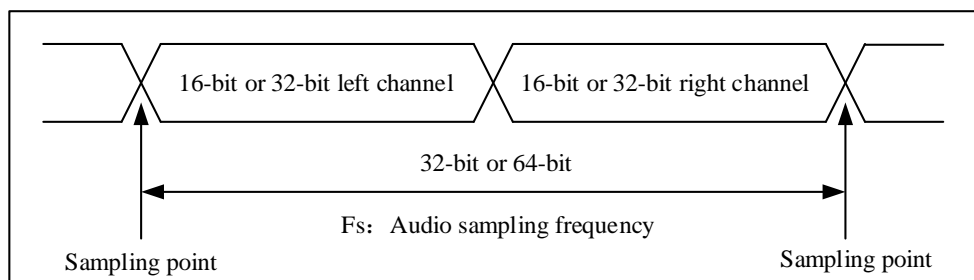 16-bit or 32-bit left channel
16-bit or 32-bit right channel
32-bit or 64-bit
Fs：Audio sampling frequency
Sampling point
Sampling point